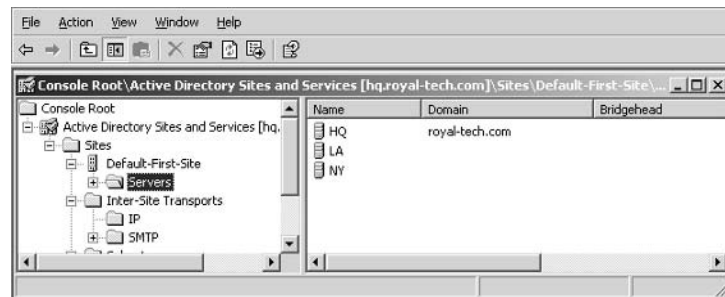 File Action View Window Help
Console Root\Active Directory Sites and Services [hq.royal-tech.com]\Sites\Default-First-Site\...
Console Root
Active Directory Sites and Services [hq.
Sites
Default-First-Site
Servers
Inter-Site Transports
IP
SMTP
Name Domain Bridgehead
HQ royal-tech.com
LA
NY